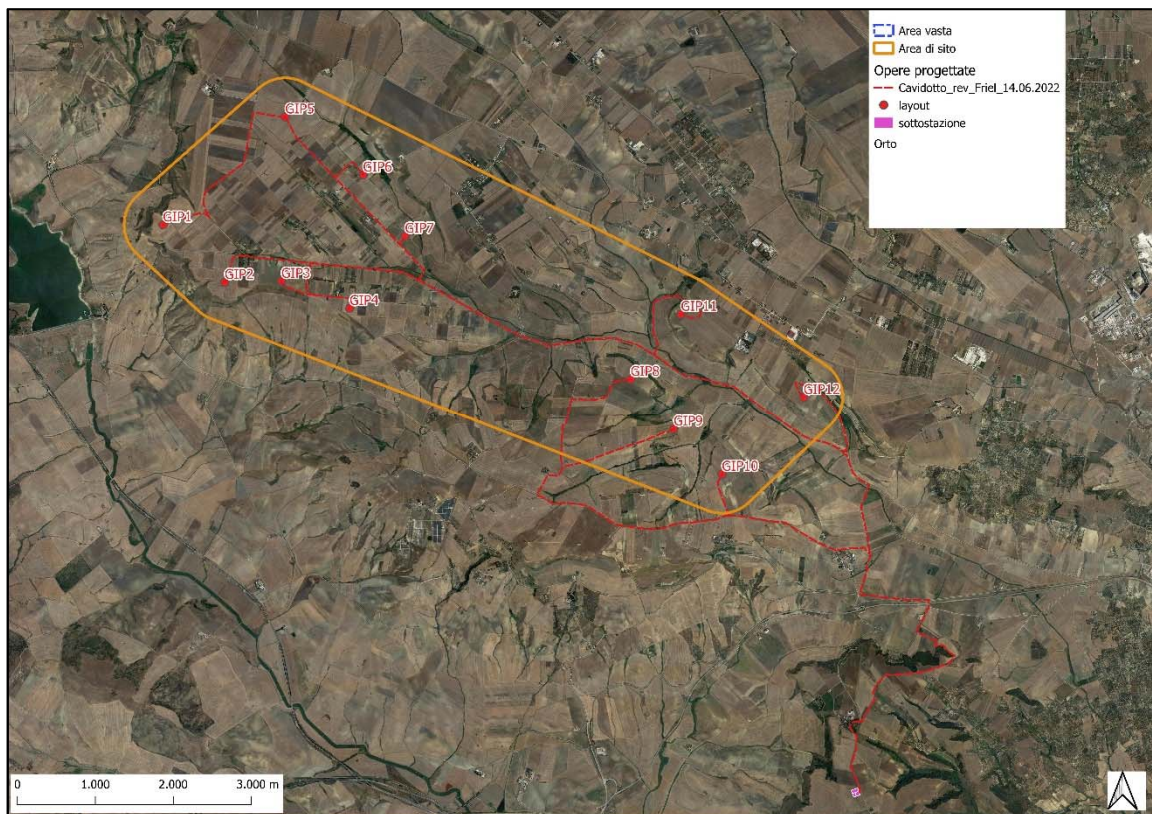 Area vasta
Area di sito
Opere progettate
Cavidotto_rev_Friel_14.06.2022
layout
sottostazione
Orto
GIP5
GIP6
GIP1
GIP7
GIP2
GIP3
GIP4
GIP11
GIP8
GIP12
GIP9
GIP10
0 1.000 2.000 3.000 m